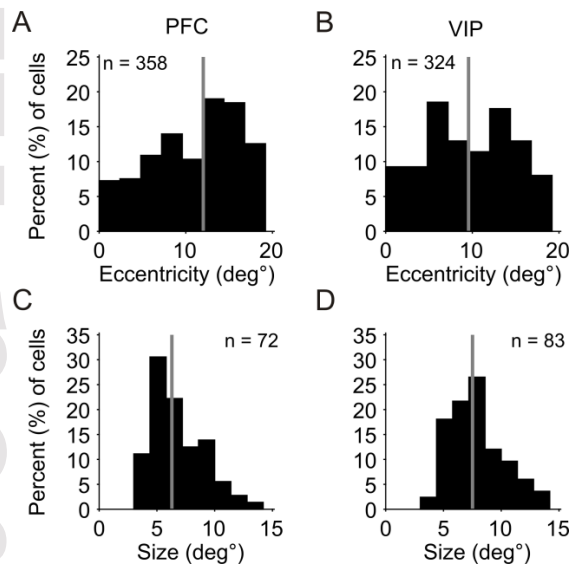 A
PFC
B
VIP
Percent (%) of cells
25
20
15
10
5
0
n = 358
0
10
20
Eccentricity (deg°)
25
20
15
10
5
0
n = 324
0
10
20
Eccentricity (deg°)
C
D
Percent (%) of cells
35
30
25
20
15
10
5
0
n = 72
0
5
10
15
Size (deg°)
35
30
25
20
15
10
5
0
n = 83
0
5
10
15
Size (deg°)